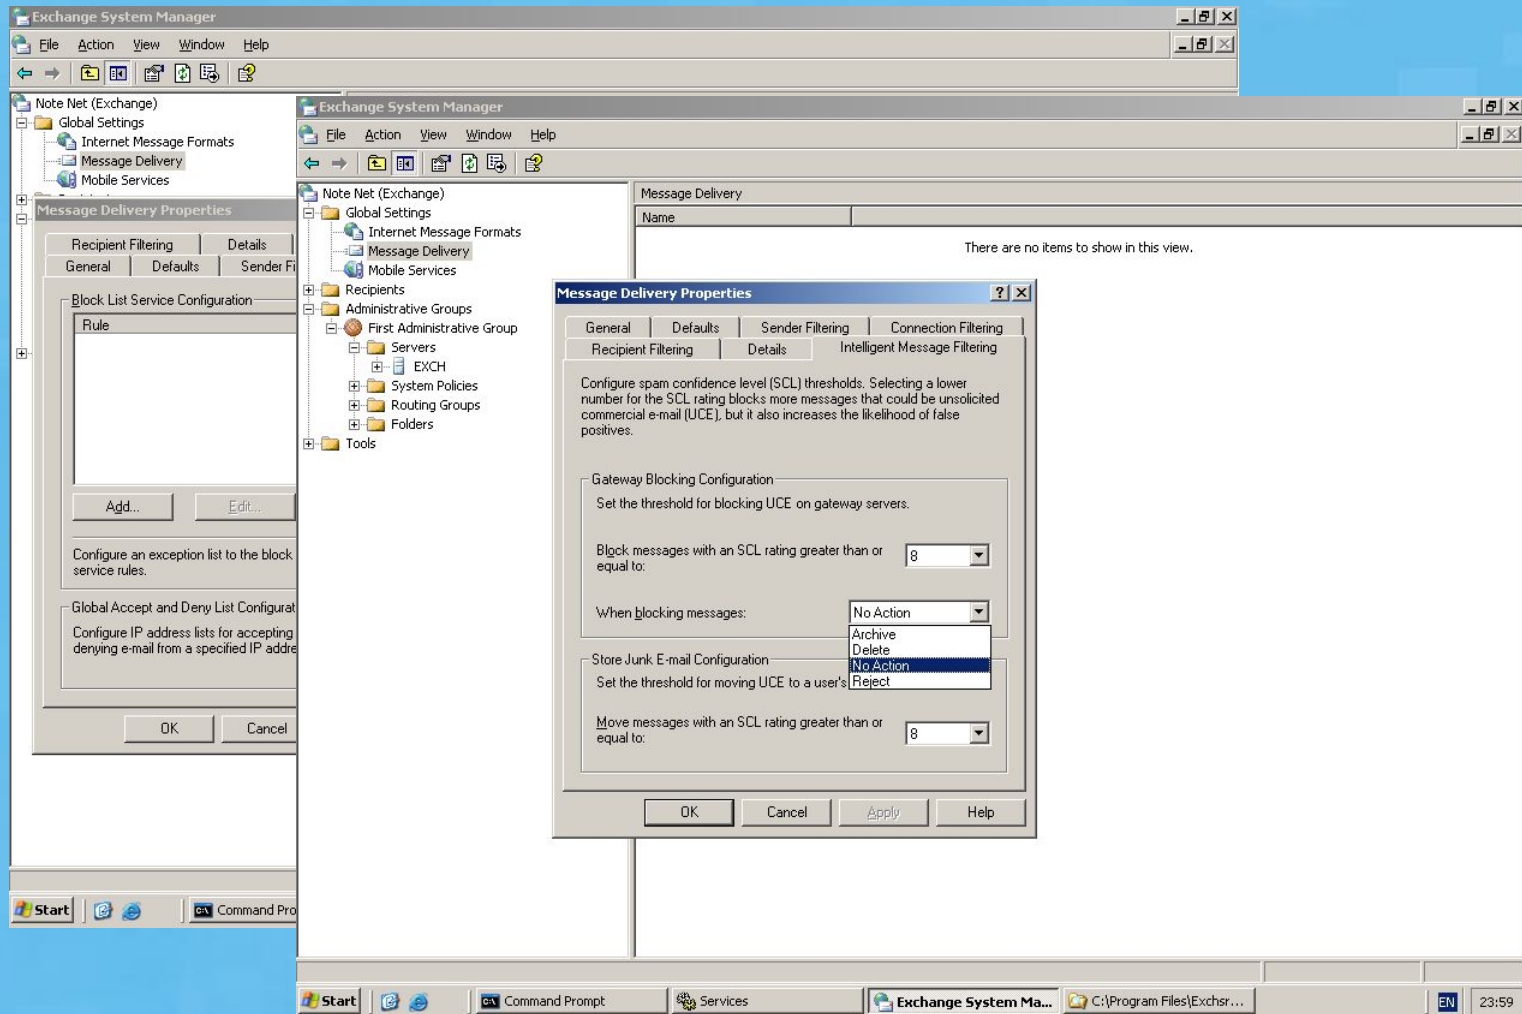 Exchange System Manager
File Action View Window Help
Note Net (Exchange)
Global Settings
Internet Message Formats
Message Delivery
Mobile Services
Message Delivery Properties
Recipient Filtering Details
General Defaults Sender Fi
Block List Service Configuration
Rule
Add... Edit...
Configure an exception list to the block
service rules.
Global Accept and Deny List Configurat
Configure IP address lists for accepting
denying e-mail from a specified IP addre
OK Cancel
Start Command Pro
Exchange System Manager
File Action View Window Help
Note Net (Exchange)
Global Settings
Internet Message Formats
Message Delivery
Mobile Services
Recipients
Administrative Groups
First Administrative Group
Servers
EXCH
System Policies
Routing Groups
Folders
Tools
Message Delivery
Name
There are no items to show in this view.
Message Delivery Properties
General Defaults Sender Filtering Connection Filtering
Recipient Filtering Details Intelligent Message Filtering
Configure spam confidence level (SCL) thresholds. Selecting a lower
number for the SCL rating blocks more messages that could be unsolicited
commercial e-mail (UCE), but it also increases the likelihood of false
positives.
Gateway Blocking Configuration
Set the threshold for blocking UCE on gateway servers.
Block messages with an SCL rating greater than or
equal to:
8
When blocking messages: No Action
Archive
Delete
No Action
Reject
Store Junk E-mail Configuration
Set the threshold for moving UCE to a user's
Move messages with an SCL rating greater than or
equal to:
8
OK Cancel Apply Help
Start Command Prompt Services Exchange System Ma... C:\Program Files\Exchsr... EN 23:59